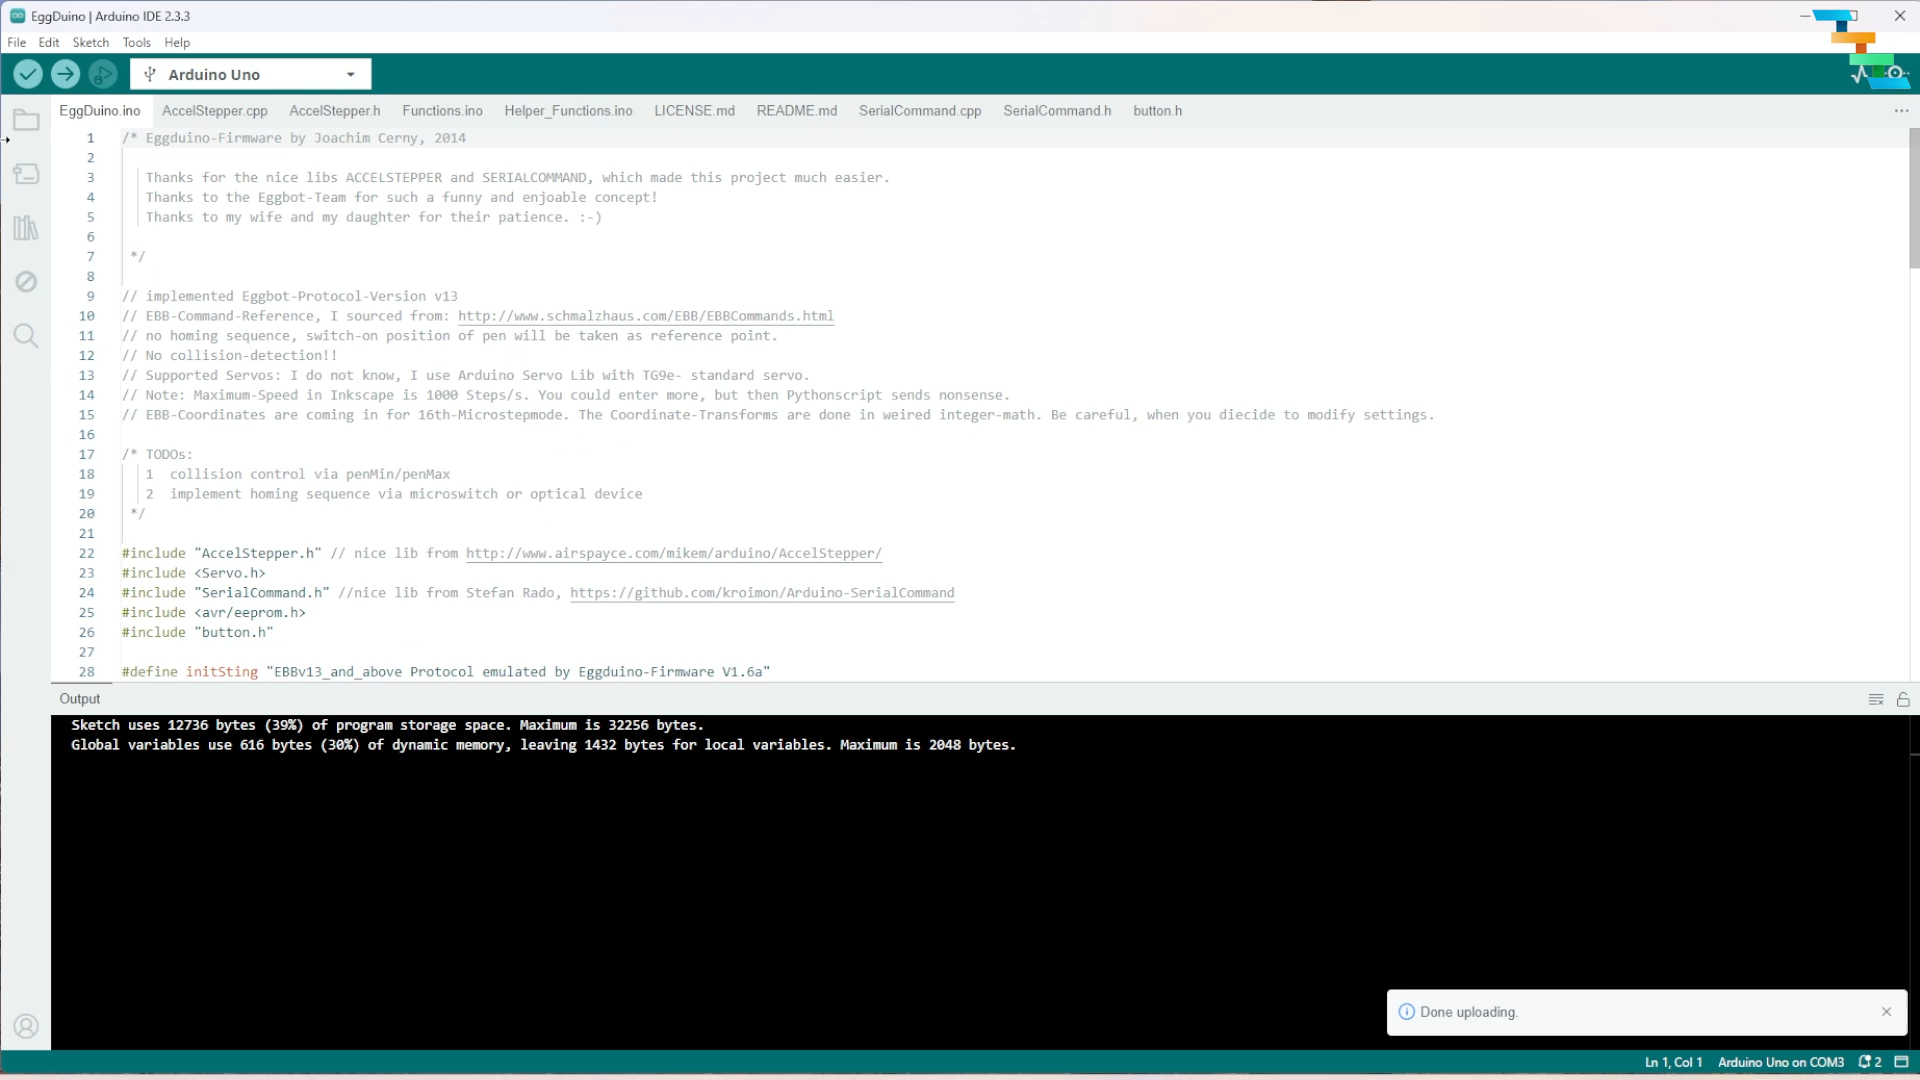 EggDuino | Arduino IDE 2.3.3
File Edit Sketch Tools Help
Arduino Uno
EggDuino.ino AccelStepper.cpp AccelStepper.h Functions.ino Helper_Functions.ino LICENSE.md README.md SerialCommand.cpp SerialCommand.h button.h
1 /* Eggduino-Firmware by Joachim Cerny, 2014
2
3 Thanks for the nice libs ACCELSTEPPER and SERIALCOMMAND, which made this project much easier.
4 Thanks to the Eggbot-Team for such a funny and enjoable concept!
5 Thanks to my wife and my daughter for their patience. :-)
6
7 */
8
9 // implemented Eggbot-Protocol-Version v13
10 // EBB-Command-Reference, I sourced from: http://www.schmalzhaus.com/EBB/EBBCommands.html
11 // no homing sequence, switch-on position of pen will be taken as reference point.
12 // No collision-detection!!
13 // Supported Servos: I do not know, I use Arduino Servo Lib with TG9e- standard servo.
14 // Note: Maximum-Speed in Inkscape is 1000 Steps/s. You could enter more, but then Pythonscript sends nonsense.
15 // EBB-Coordinates are coming in for 16th-Microstepmode. The Coordinate-Transforms are done in weired integer-math. Be careful, when you diecide to modify settings.
16
17 /* TODOs:
18 1 collision control via penMin/penMax
19 2 implement homing sequence via microswitch or optical device
20 */
21
22 #include "AccelStepper.h" // nice lib from http://www.airspayce.com/mikem/arduino/AccelStepper/
23 #include <Servo.h>
24 #include "SerialCommand.h" //nice lib from Stefan Rado, https://github.com/kroimon/Arduino-SerialCommand
25 #include <avr/eeprom.h>
26 #include "button.h"
27
28 #define initSting "EBBv13_and_above Protocol emulated by Eggduino-Firmware V1.6a"
Output
Sketch uses 12736 bytes (39%) of program storage space. Maximum is 32256 bytes.
Global variables use 616 bytes (30%) of dynamic memory, leaving 1432 bytes for local variables. Maximum is 2048 bytes.
Done uploading.
Ln 1, Col 1 Arduino Uno on COM3 2